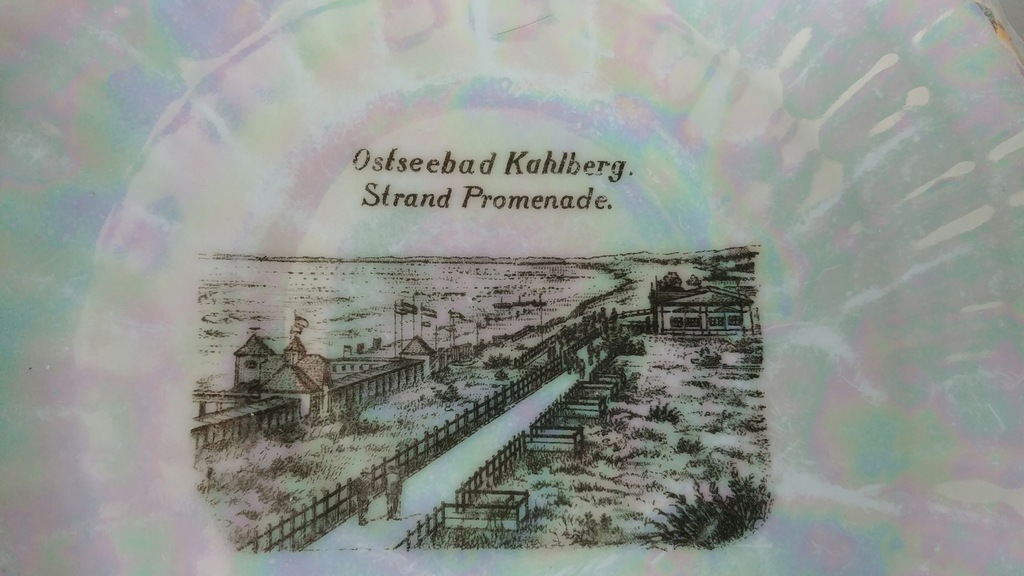 Ostseebad Kahlberg.
Strand Promenade.